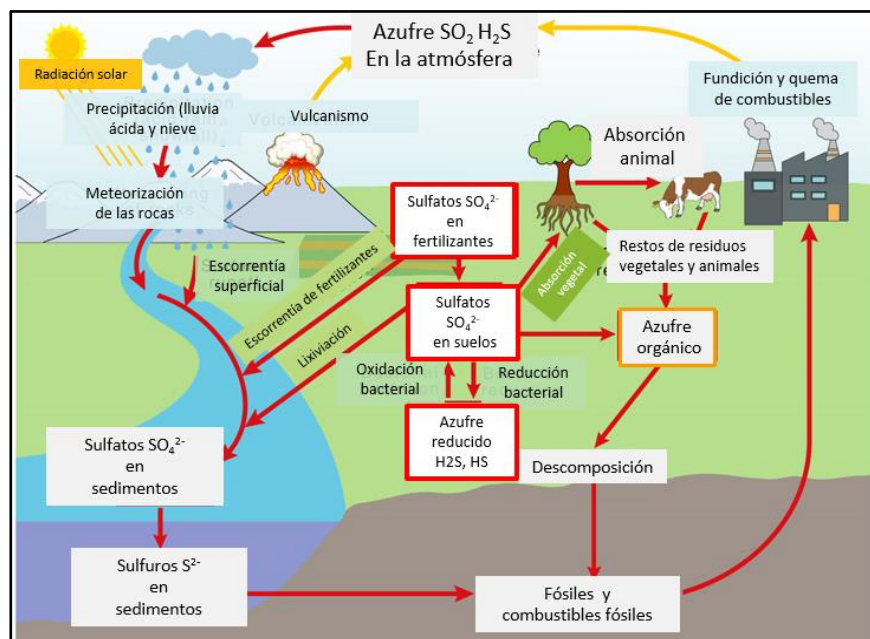 Azufre SO₂ H₂S
En la atmósfera
Radiación solar
Fundición y quema
de combustibles
Precipitación (lluvia
ácida y nieve
Vulcanismo
Absorción
animal
Meteorización
de las rocas
Sulfatos SO₄²⁻
en
fertilizantes
Escorrentía
superficial
Escorrentía de fertilizantes
Absorción
vegetal
Restos de residuos
vegetales y animales
Lixiviación
Sulfatos
SO₄²⁻
en suelos
Azufre
orgánico
Oxidación
bacterial
Reducción
bacterial
Azufre
reducido
H2S, HS
Sulfatos SO₄²⁻
en
sedimentos
Descomposición
Sulfuros S²⁻
en
sedimentos
Fósiles y
combustibles fósiles